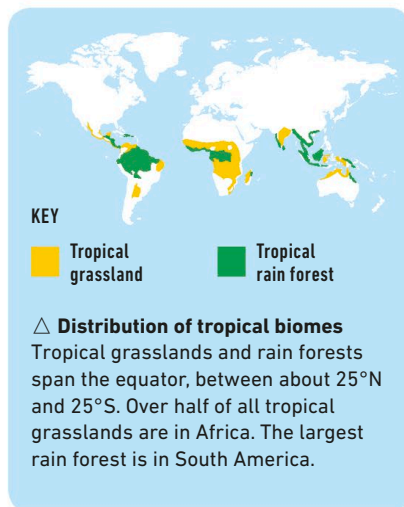 KEY
Tropical
grassland
Tropical
rain forest
△ Distribution of tropical biomes
Tropical grasslands and rain forests
span the equator, between about 25°N
and 25°S. Over half of all tropical
grasslands are in Africa. The largest
rain forest is in South America.